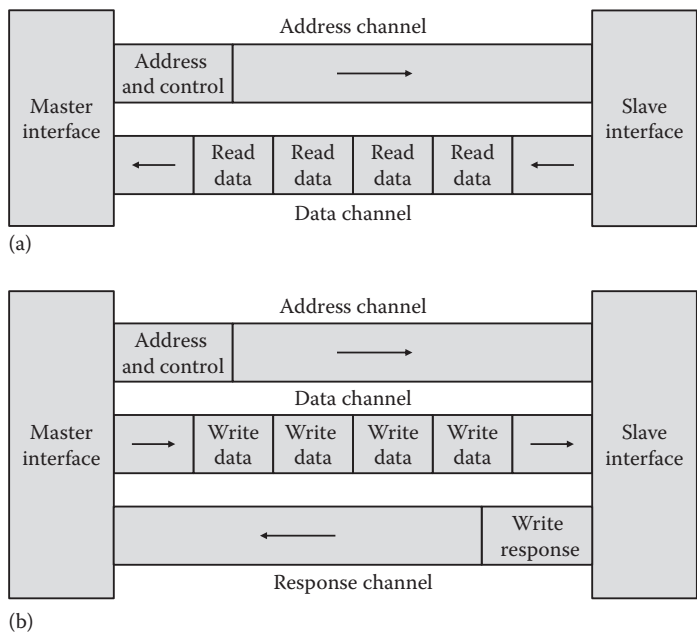 Address channel
Address
and control
Master
interface
Slave
interface
Read
data
Read
data
Read
data
Read
data
Data channel
(a)
Address channel
Address
and control
Data channel
Master
interface
Write
data
Write
data
Write
data
Write
data
Slave
interface
Write
response
Response channel
(b)